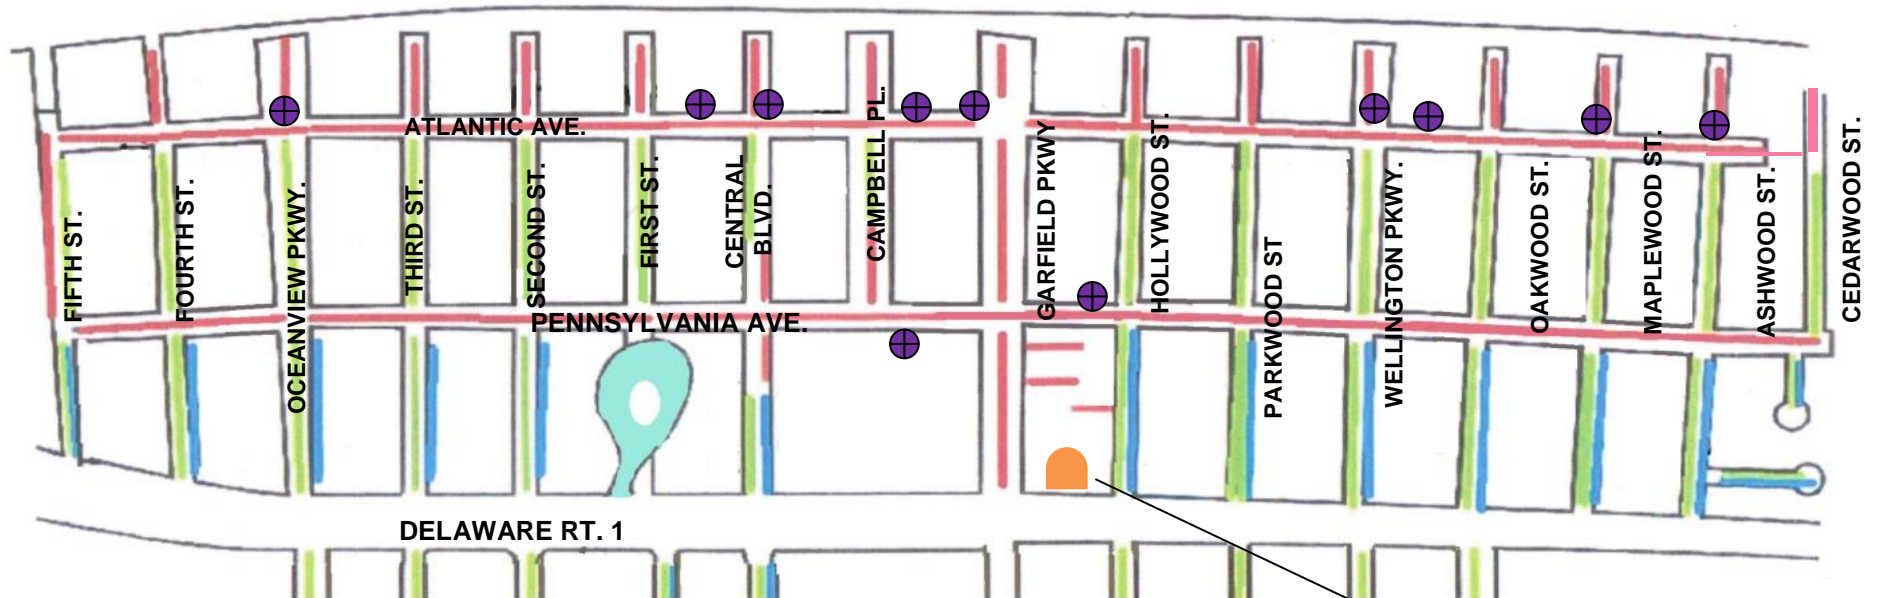 ATLANTIC AVE.
FIFTH ST.
FOURTH ST.
OCEANVIEW PKWY.
THIRD ST.
SECOND ST.
FIRST ST.
CENTRAL
BLVD.
CAMPBELL PL.
GARFIELD PKWY
HOLLYWOOD ST.
PARKWOOD ST
WELLINGTON PKWY.
OAKWOOD ST.
MAPLEWOOD ST.
ASHWOOD ST.
CEDARWOOD ST.
PENNSYLVANIA AVE.
DELAWARE RT. 1